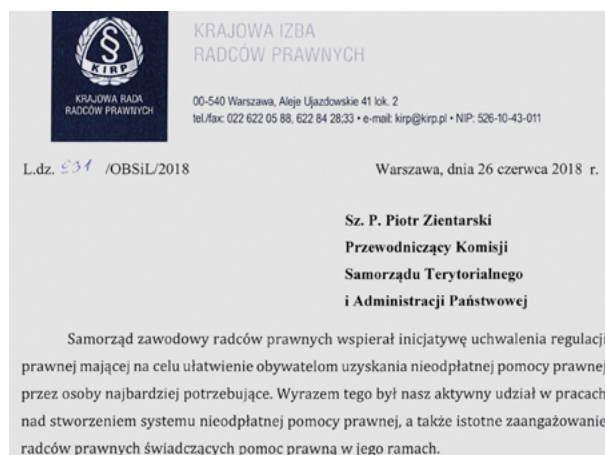 §
KIRP
KRAJOWA RADA
RADCÓW PRAWNYCH
KRAJOWA IZBA
RADCÓW PRAWNYCH
00-540 Warszawa, Aleje Ujazdowskie 41 lok. 2
tel./fax: 022 622 05 88, 622 84 28;33 • e-mail: kirp@kirp.pl • NIP: 526-10-43-011
L.dz. 931 /OBSiL/2018
Warszawa, dnia 26 czerwca 2018 r.
Sz. P. Piotr Zientarski
Przewodniczący Komisji
Samorządu Terytorialnego
i Administracji Państwowej
Samorząd zawodowy radców prawnych wspierał inicjatywę uchwalenia regulacji
prawnej mającej na celu ułatwienie obywatelom uzyskania nieodpłatnej pomocy prawnej
przez osoby najbardziej potrzebujące. Wyrazem tego był nasz aktywny udział w pracach
nad stworzeniem systemu nieodpłatnej pomocy prawnej, a także istotne zaangażowanie
radców prawnych świadczących pomoc prawną w jego ramach.